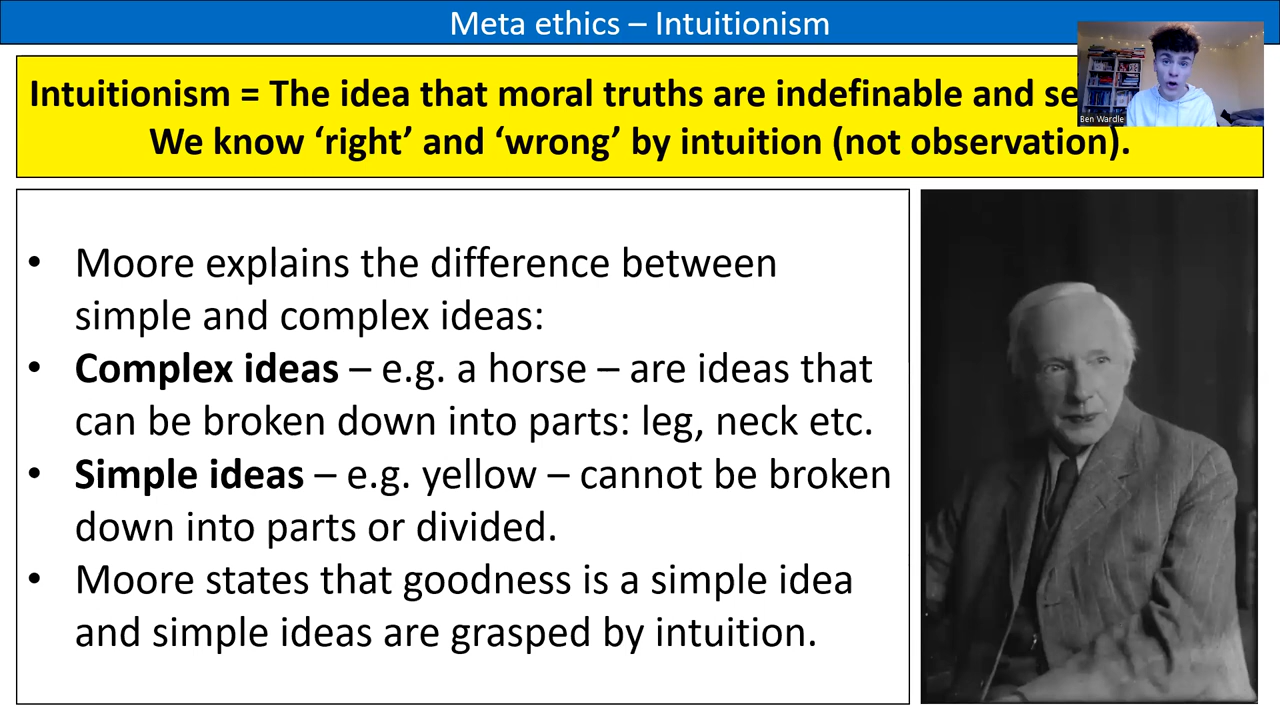 Meta ethics – Intuitionism
Intuitionism = The idea that moral truths are indefinable and
We know ‘right’ and ‘wrong’ by intuition (not observation).
Ben Wardle
• Moore explains the difference between
simple and complex ideas:
• Complex ideas – e.g. a horse – are ideas that
can be broken down into parts: leg, neck etc.
• Simple ideas – e.g. yellow – cannot be broken
down into parts or divided.
• Moore states that goodness is a simple idea
and simple ideas are grasped by intuition.